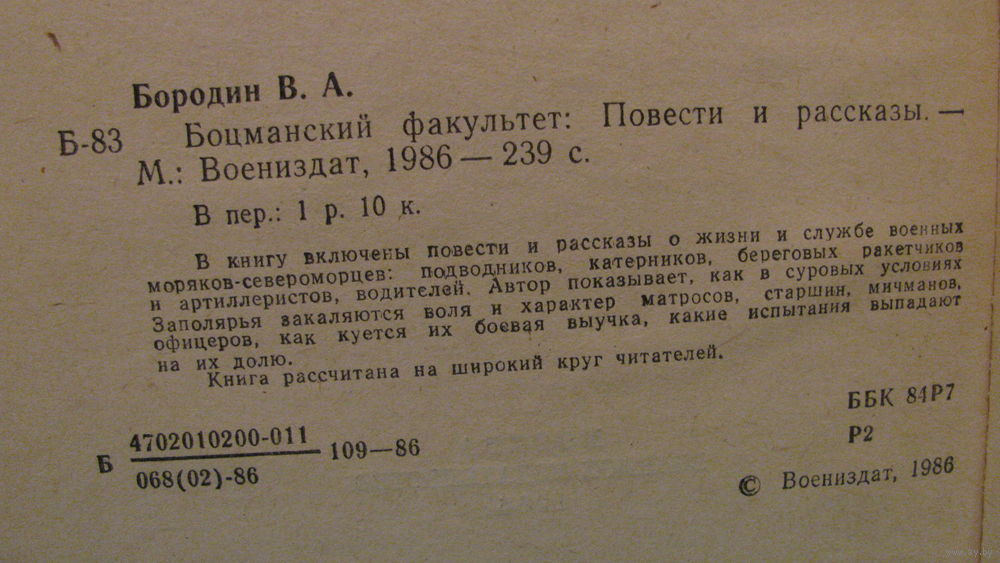 Бородин В. А.
Б-83 Боцманский факультет: Повести и рассказы. —
М.: Воениздат, 1986 — 239 с.
В пер.: 1 р. 10 к.
В книгу включены повести и рассказы о жизни и службе военных
моряков-североморцев: подводников, катерников, береговых ракетчиков
и артиллеристов, водителей. Автор показывает, как в суровых условиях
Заполярья закаляются воля и характер матросов, старшин, мичманов,
офицеров, как куется их боевая выучка, какие испытания выпадают
на их долю.
Книга рассчитана на широкий круг читателей.
Б 4702010200-011
068(02)-86
109—86
ББК 84Р7
Р2
© Воениздат, 1986
www.ay.by